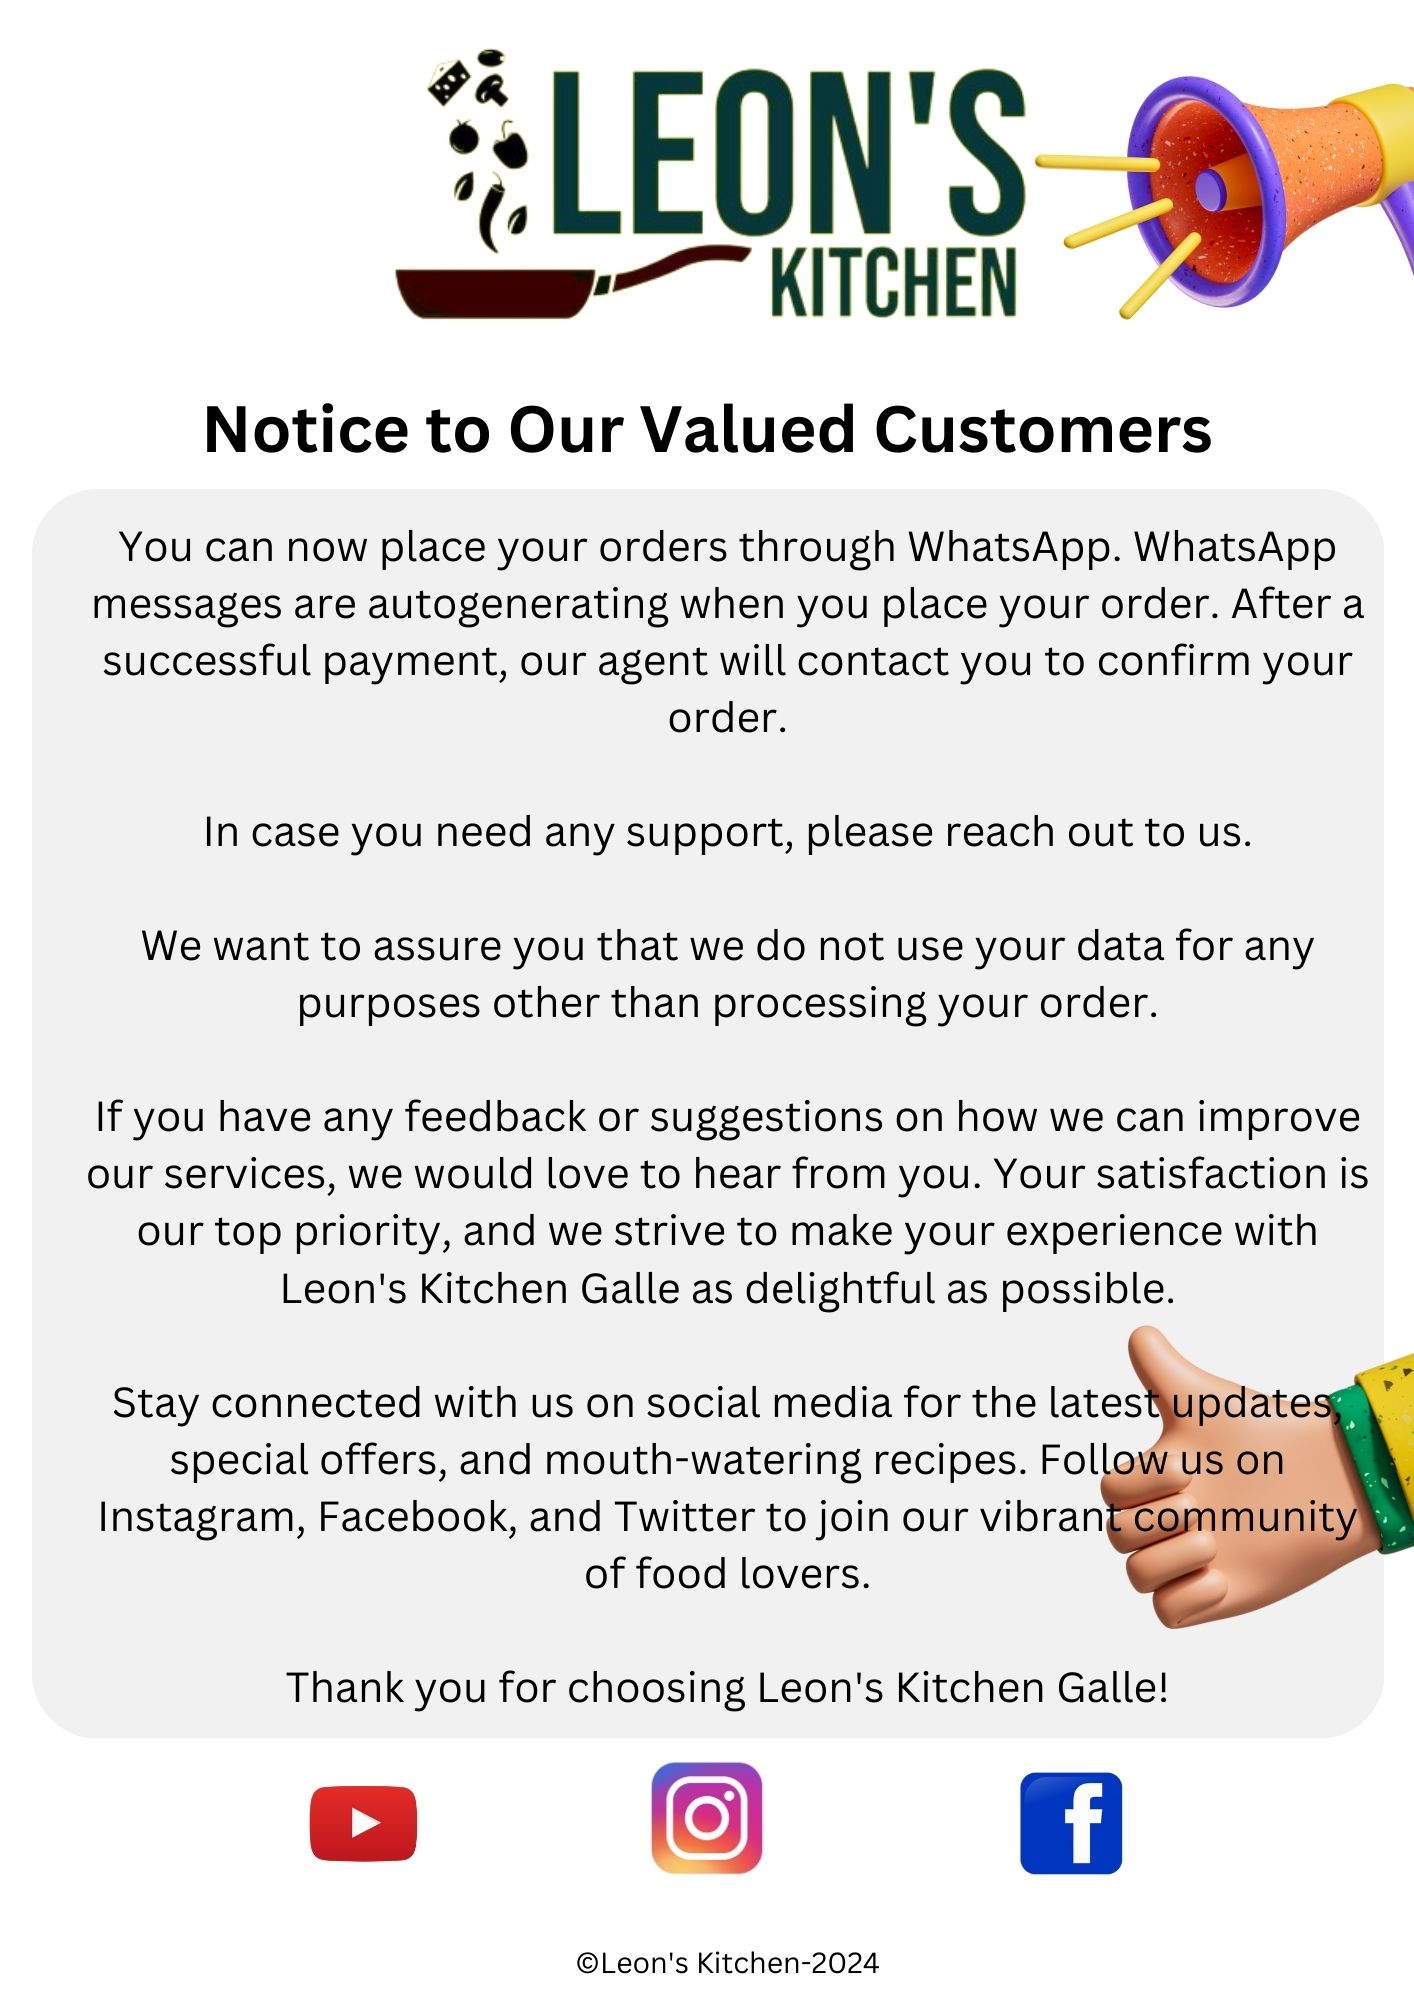 LEON'S
KITCHEN
Notice to Our Valued Customers
You can now place your orders through WhatsApp. WhatsApp
messages are autogenerating when you place your order. After a
successful payment, our agent will contact you to confirm your
order.
In case you need any support, please reach out to us.
We want to assure you that we do not use your data for any
purposes other than processing your order.
If you have any feedback or suggestions on how we can improve
our services, we would love to hear from you. Your satisfaction is
our top priority, and we strive to make your experience with
Leon's Kitchen Galle as delightful as possible.
Stay connected with us on social media for the latest updates,
special offers, and mouth-watering recipes. Follow us on
Instagram, Facebook, and Twitter to join our vibrant community
of food lovers.
Thank you for choosing Leon's Kitchen Galle!
©Leon's Kitchen-2024